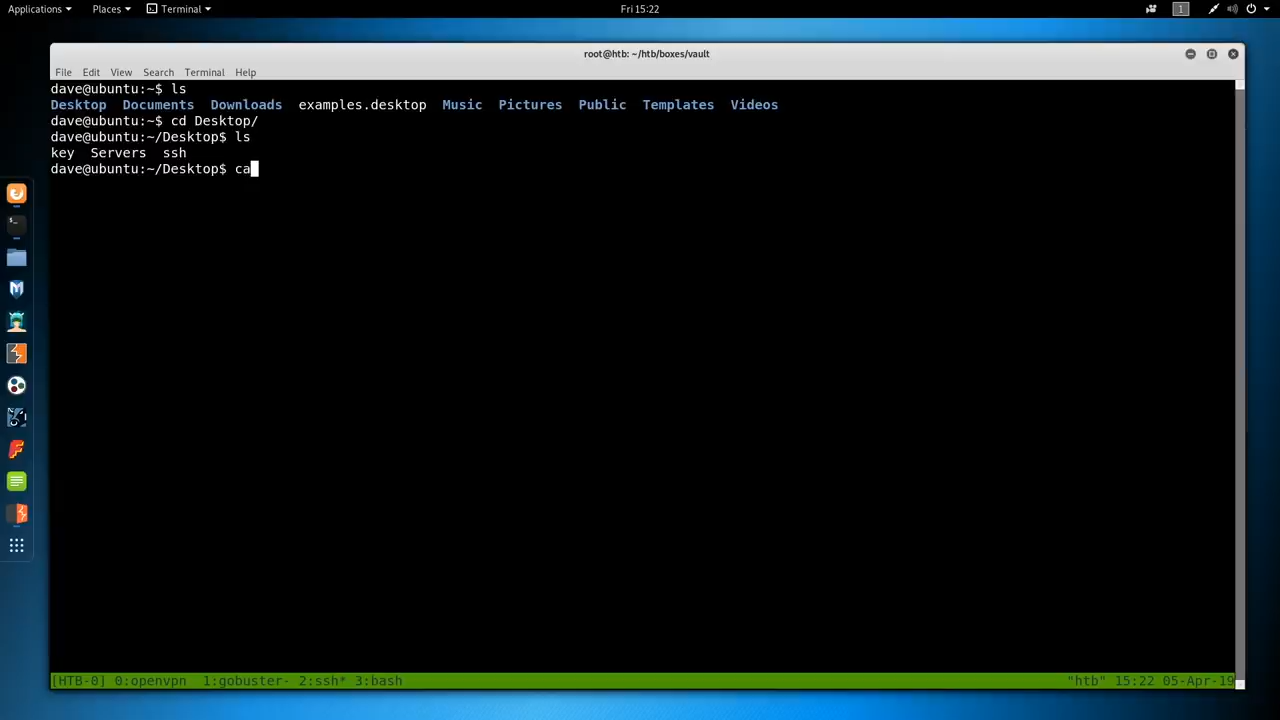 Applications Places Terminal Fri 15:22 1
root@htb: ~/htb/boxes/vault
File Edit View Search Terminal Help
dave@ubuntu:~$ ls
Desktop Documents Downloads examples.desktop Music Pictures Public Templates Videos
dave@ubuntu:~$ cd Desktop/
dave@ubuntu:~/Desktop$ ls
key Servers ssh
dave@ubuntu:~/Desktop$ ca
[HTB-0] 0:openvpn 1:gobuster- 2:ssh* 3:bash "htb" 15:22 05-Apr-19